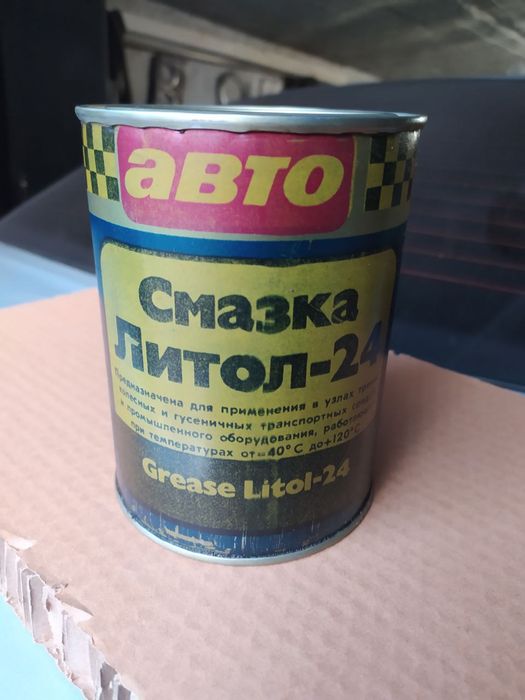 авто
Смазка
Литол-24
Предназначена для применения в узлах
колесных и гусеничных транспортных
и промышленного оборудования,
при температурах от -40°С до +120°С
Grease Litol-24